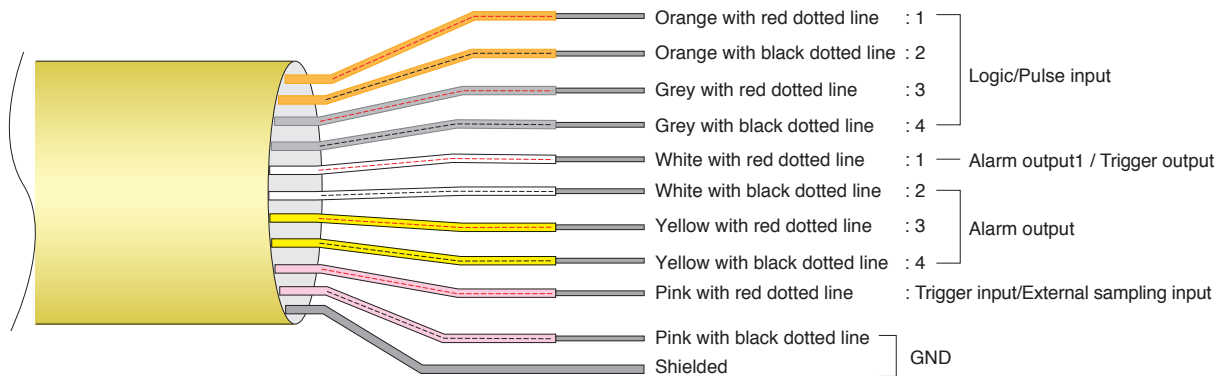 Orange with red dotted line : 1
Orange with black dotted line : 2
Logic/Pulse input
Grey with red dotted line : 3
Grey with black dotted line : 4
White with red dotted line : 1 Alarm output1 / Trigger output
White with black dotted line : 2
Yellow with red dotted line : 3
Alarm output
Yellow with black dotted line : 4
Pink with red dotted line : Trigger input/External sampling input
Pink with black dotted line
GND
Shielded